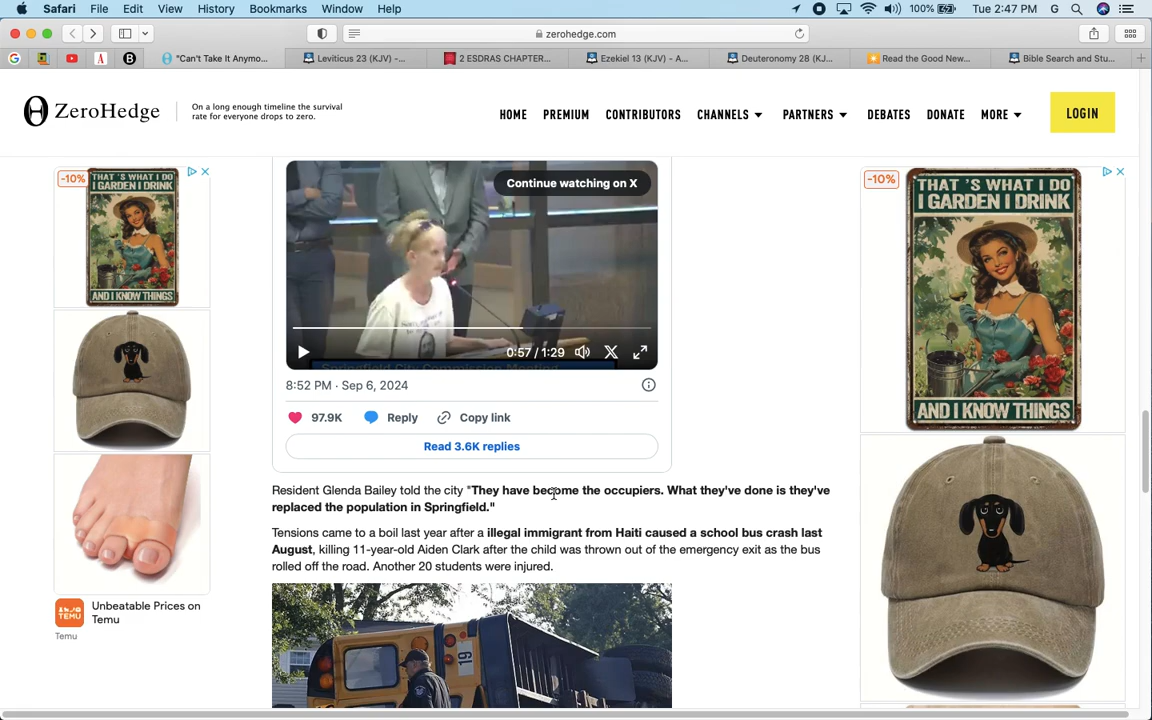 Safari File Edit View History Bookmarks Window Help 100% Tue 2:47 PM G
zerohedge.com
"Can't Take It Anymo... Leviticus 23 (KJV) -... 2 ESDRAS CHAPTER... Ezekiel 13 (KJV) - A... Deuteronomy 28 (KJ... Read the Good New... Bible Search and Stu...
ZeroHedge
On a long enough timeline the survival
rate for everyone drops to zero.
HOME PREMIUM CONTRIBUTORS CHANNELS PARTNERS DEBATES DONATE MORE LOGIN
-10%
THAT'S WHAT I DO
I GARDEN I DRINK
AND I KNOW THINGS
TEMU
Unbeatable Prices on
Temu
Temu
Continue watching on X
0:57 / 1:29
Springfield City Commission Meeting
8:52 PM · Sep 6, 2024
97.9K Reply Copy link
Read 3.6K replies
Resident Glenda Bailey told the city "They have become the occupiers. What they've done is they've
replaced the population in Springfield."
Tensions came to a boil last year after a illegal immigrant from Haiti caused a school bus crash last
August, killing 11-year-old Aiden Clark after the child was thrown out of the emergency exit as the bus
rolled off the road. Another 20 students were injured.
19
-10%
THAT 'S WHAT I DO
I GARDEN I DRINK
AND I KNOW THINGS